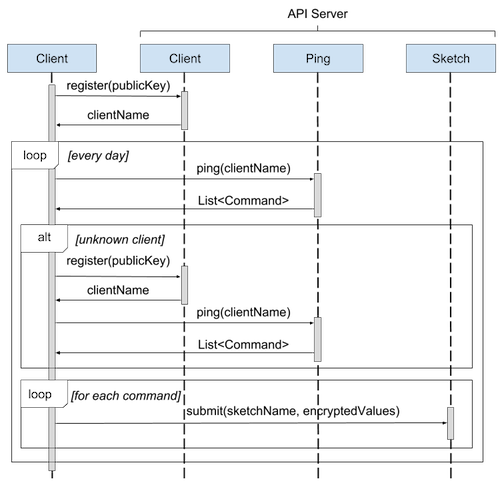 API Server
Client
Client
Ping
Sketch
register(publicKey)
clientName
loop
[every day]
ping(clientName)
List<Command>
alt
[unknown client]
register(publicKey)
clientName
ping(clientName)
List<Command>
loop
[for each command]
submit(sketchName, encryptedValues)